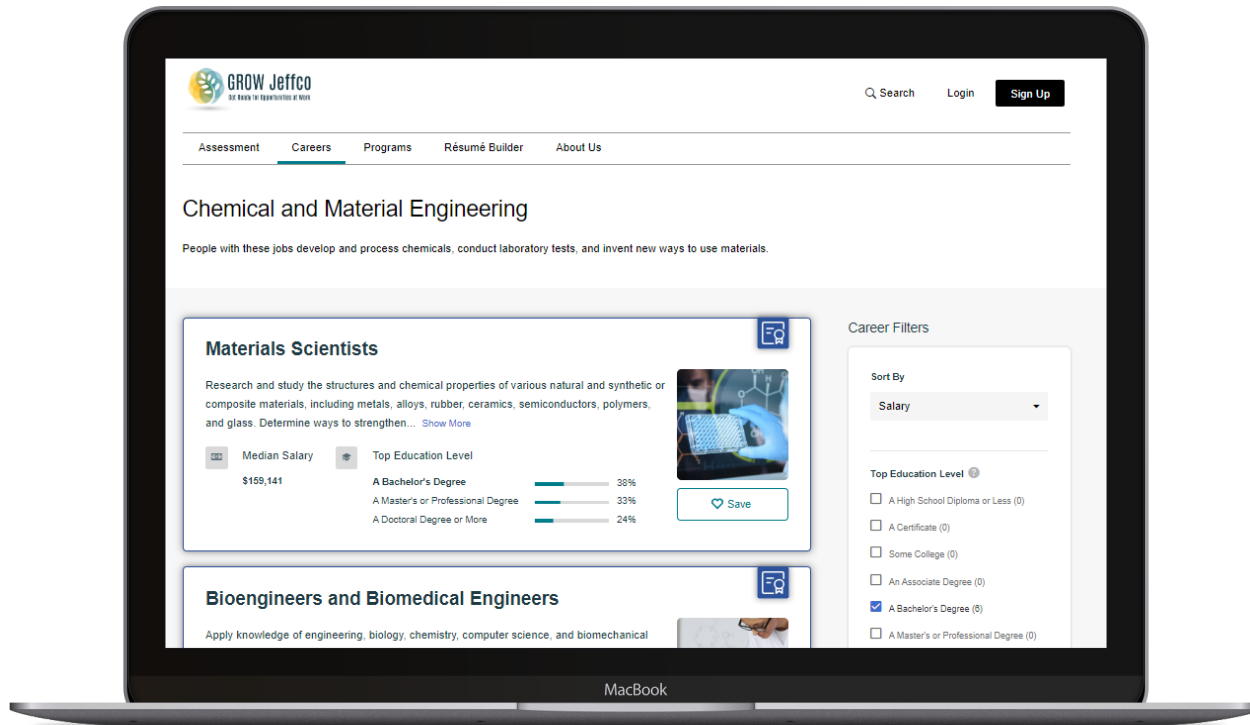 GROW Jeffco
Get Ready for Opportunities at Work
Search
Login
Sign Up
Assessment
Careers
Programs
Résumé Builder
About Us
Chemical and Material Engineering
People with these jobs develop and process chemicals, conduct laboratory tests, and invent new ways to use materials.
Materials Scientists
Research and study the structures and chemical properties of various natural and synthetic or
composite materials, including metals, alloys, rubber, ceramics, semiconductors, polymers,
and glass. Determine ways to strengthen... Show More
Median Salary
$159,141
Top Education Level
A Bachelor's Degree 38%
A Master's or Professional Degree 33%
A Doctoral Degree or More 24%
Save
Bioengineers and Biomedical Engineers
Apply knowledge of engineering, biology, chemistry, computer science, and biomechanical
Career Filters
Sort By
Salary
Top Education Level ?
A High School Diploma or Less (0)
A Certificate (0)
Some College (0)
An Associate Degree (0)
A Bachelor's Degree (6)
A Master's or Professional Degree (0)
MacBook